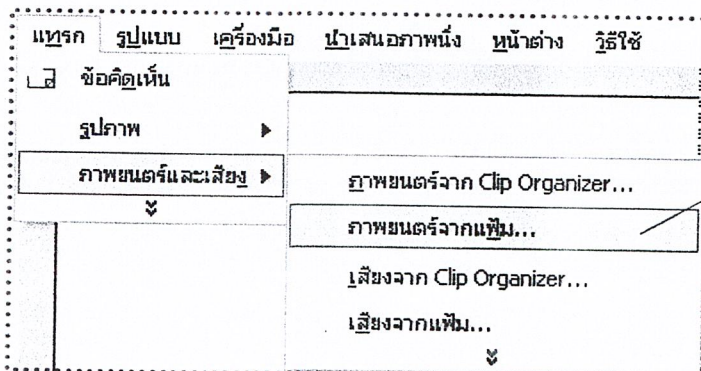 แทรก รูปแบบ เครื่องมือ นำเสนอภาพนิ่ง หน้าต่าง วิธีใช้
ข้อคิดเห็น
รูปภาพ
ภาพยนตร์และเสียง
ภาพยนตร์จาก Clip Organizer...
ภาพยนตร์จากแฟ้ม...
เสียงจาก Clip Organizer...
เสียงจากแฟ้ม...